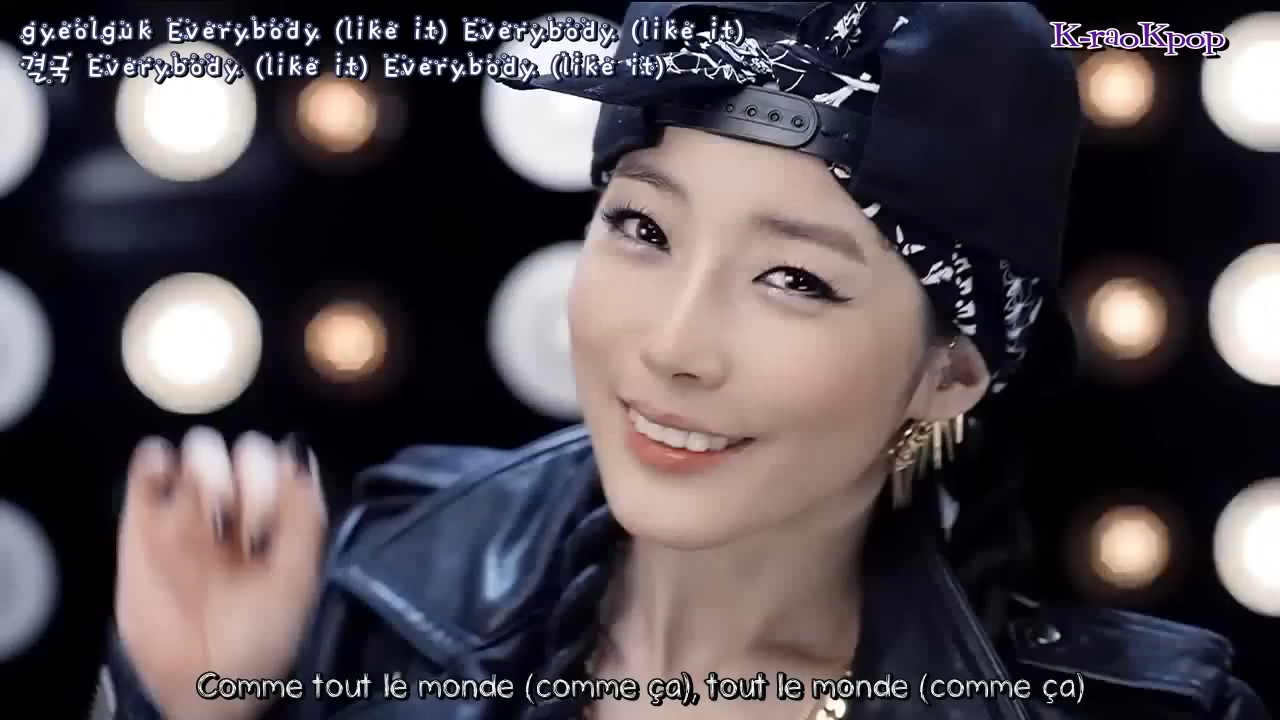 gyeolguk Everybody (like it) Everybody (like it)
K-raoKpop
결국 Everybody (like it) Everybody (like it)
Comme tout le monde (comme ça), tout le monde (comme ça)